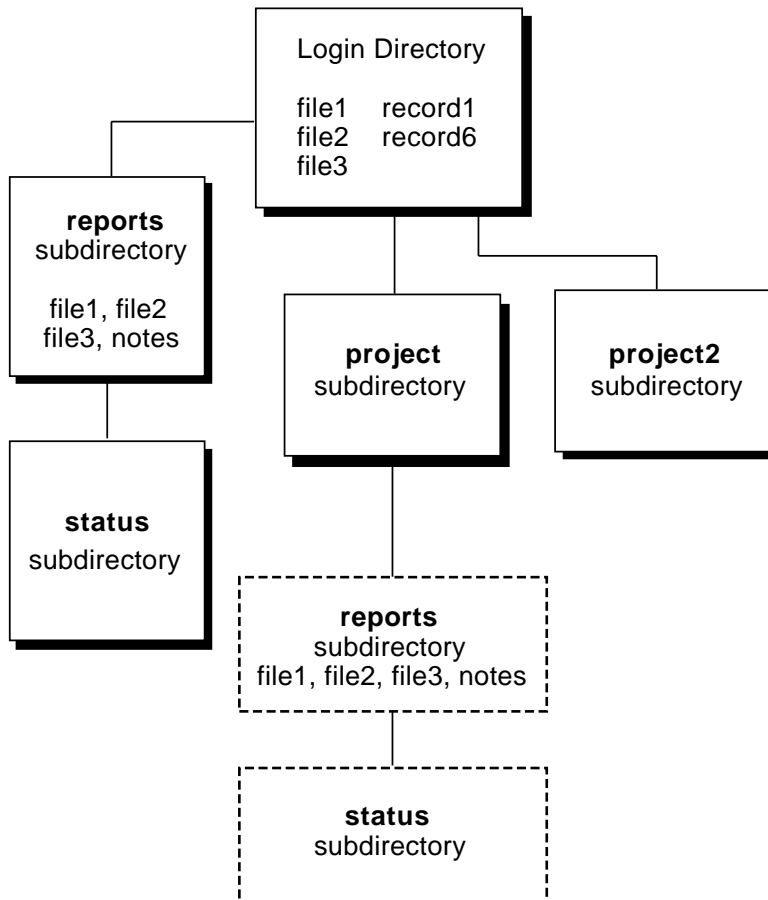 Login Directory
file1 record1
file2 record6
file3
reports
subdirectory
file1, file2
file3, notes
project
subdirectory
project2
subdirectory
status
subdirectory
reports
subdirectory
file1, file2, file3, notes
status
subdirectory